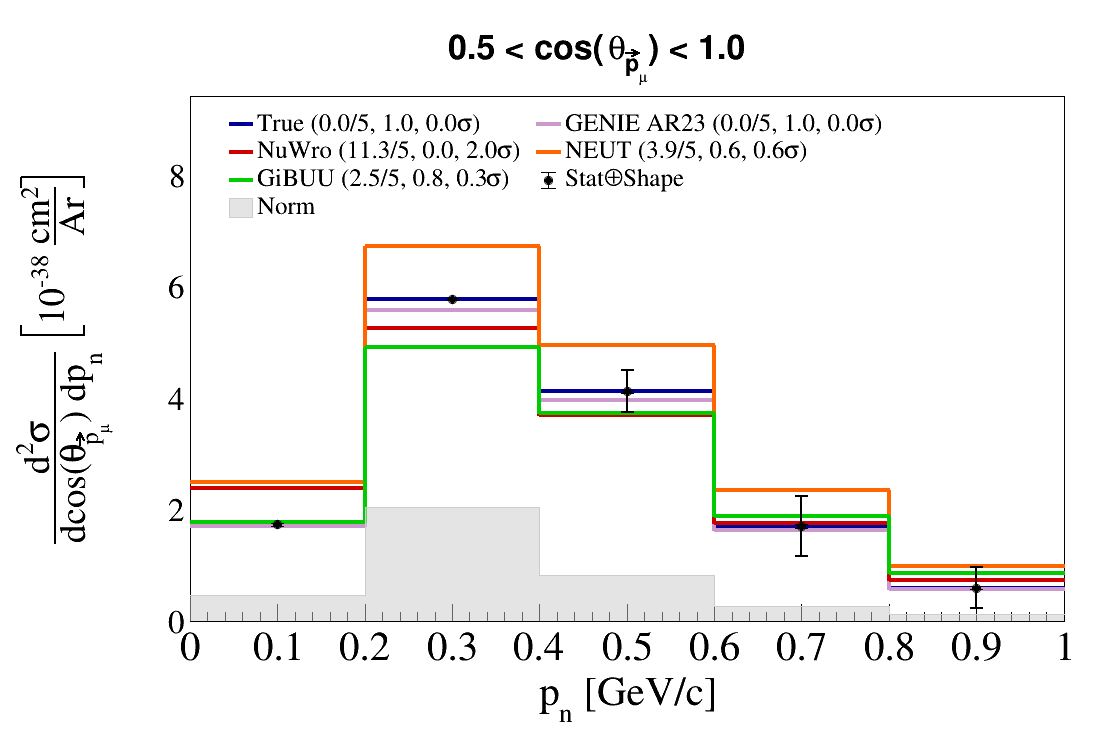 0.5 < cos(θ_{\vec{p}_μ}) < 1.0
True (0.0/5, 1.0, 0.0σ)
GENIE AR23 (0.0/5, 1.0, 0.0σ)
NuWro (11.3/5, 0.0, 2.0σ)
NEUT (3.9/5, 0.6, 0.6σ)
GiBUU (2.5/5, 0.8, 0.3σ)
Stat⊕Shape
Norm
d²σ
dcos(θ_{\vec{p}_μ}) dp_n
[10⁻³⁸ cm²/Ar]
8
6
4
2
0
0 0.1 0.2 0.3 0.4 0.5 0.6 0.7 0.8 0.9 1
p_n [GeV/c]